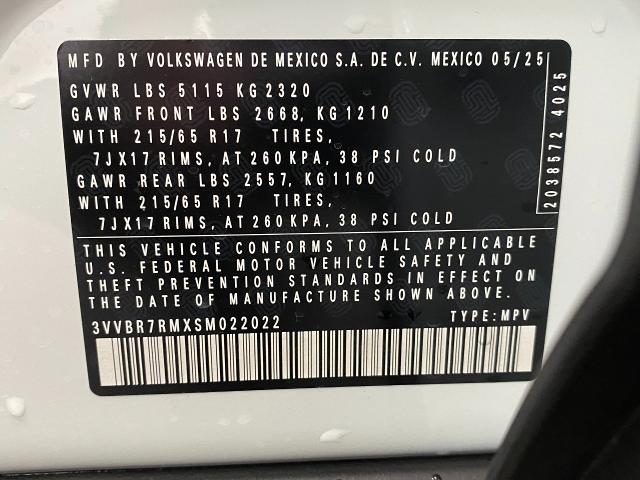 MFD BY VOLKSWAGEN DE MEXICO S.A. DE C.V. MEXICO 05/25
GVWR LBS 5115 KG 2320
GAWR FRONT LBS 2668, KG 1210
WITH 215/65 R17 TIRES,
7JX17 RIMS, AT 260 KPA, 38 PSI COLD
GAWR REAR LBS 2557, KG 1160
WITH 215/65 R17 TIRES,
7JX17 RIMS, AT 260 KPA, 38 PSI COLD
2038572 4025
THIS VEHICLE CONFORMS TO ALL APPLICABLE
U.S. FEDERAL MOTOR VEHICLE SAFETY AND
THEFT PREVENTION STANDARDS IN EFFECT ON
THE DATE OF MANUFACTURE SHOWN ABOVE.
3VVBR7RMXSM022022 TYPE: MPV